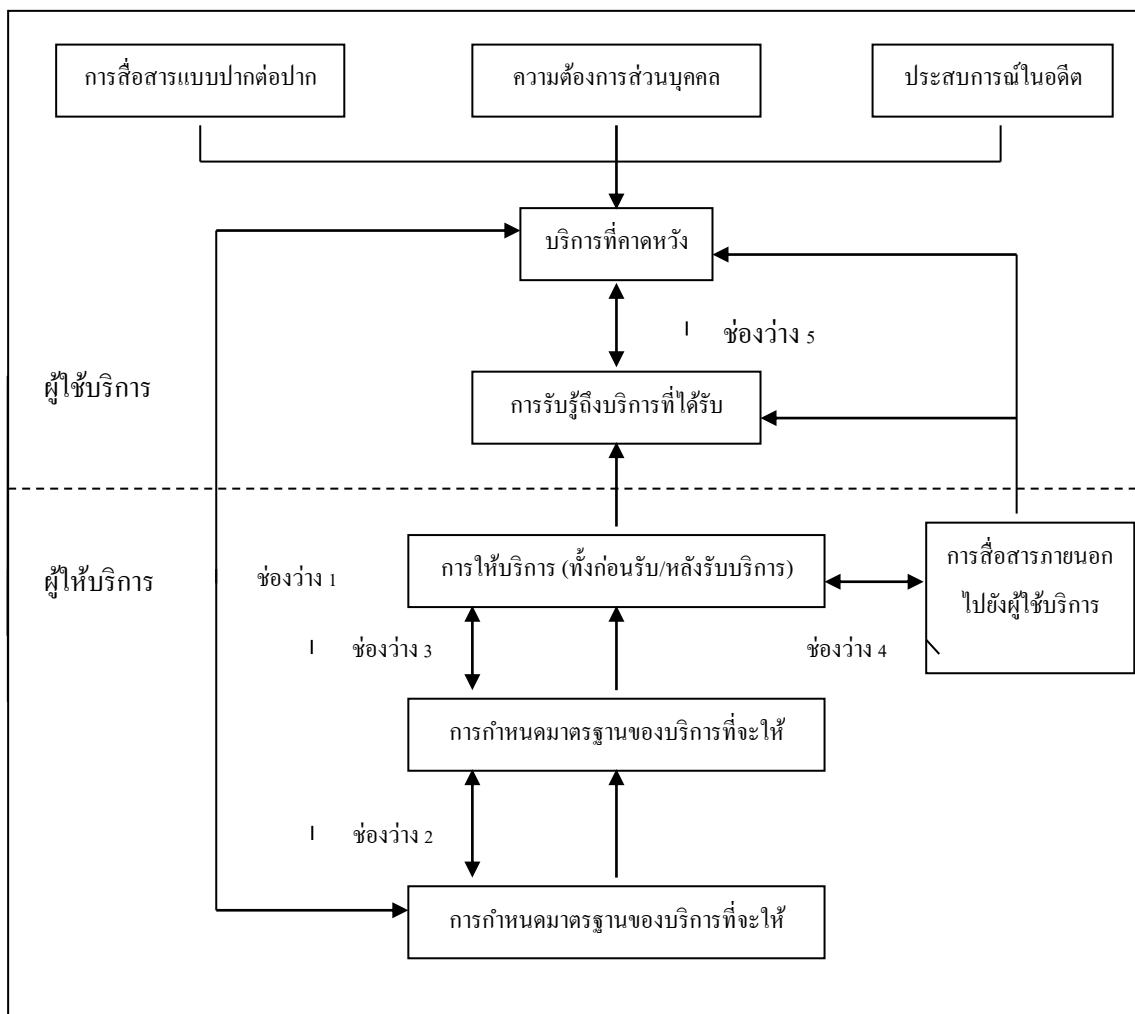 การสื่อสารแบบปากต่อปาก
ความต้องการส่วนบุคคล
ประสบการณ์ในอดีต
บริการที่คาดหวัง
ช่องว่าง 5
ผู้ใช้บริการ
การรับรู้ถึงบริการที่ได้รับ
ผู้ให้บริการ
ช่องว่าง 1
การให้บริการ (ทั้งก่อนรับ/หลังรับบริการ)
การสื่อสารภายนอก
ไปยังผู้ใช้บริการ
ช่องว่าง 3
ช่องว่าง 4
การกำหนดมาตรฐานของบริการที่จะให้
ช่องว่าง 2
การกำหนดมาตรฐานของบริการที่จะให้